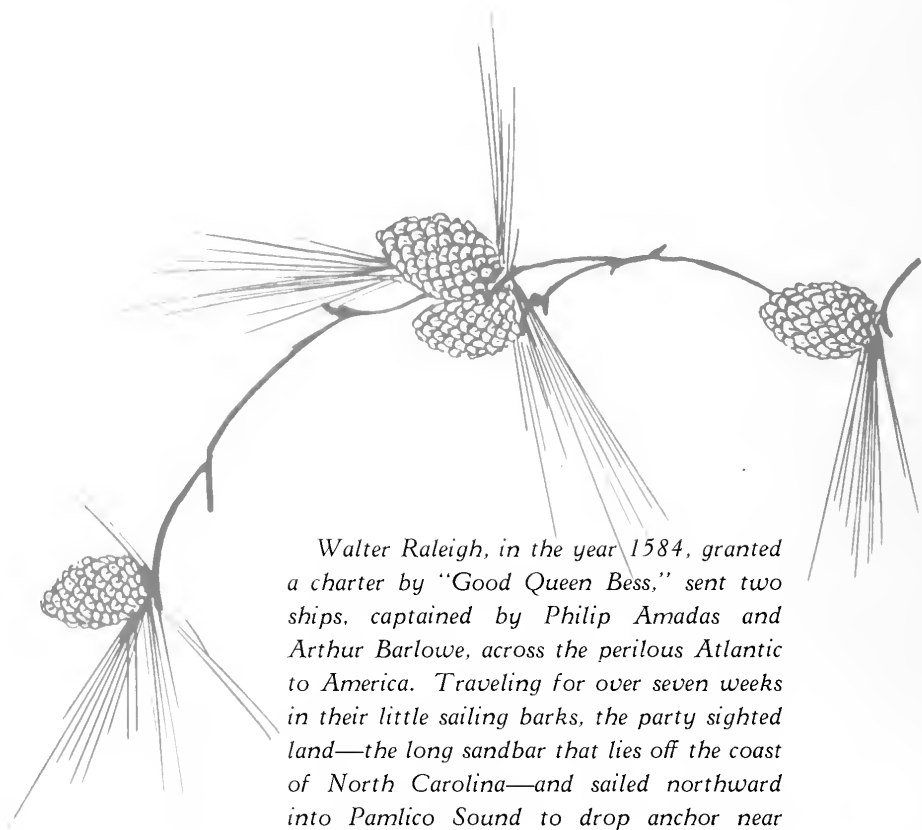 Walter Raleigh, in the year 1584, granted
a charter by “Good Queen Bess,” sent two
ships, captained by Philip Amadas and
Arthur Barlowe, across the perilous Atlantic
to America. Traveling for over seven weeks
in their little sailing barks, the party sighted
land—the long sandbar that lies off the coast
of North Carolina—and sailed northward
into Pamlico Sound to drop anchor near